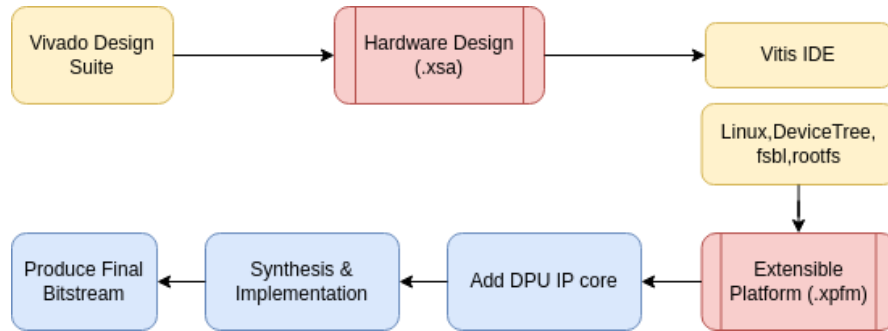 Vivado Design
Suite
Hardware Design
(.xsa)
Vitis IDE
Linux,DeviceTree,
fsbl,rootfs
Extensible
Platform (.xpfm)
Add DPU IP core
Synthesis &
Implementation
Produce Final
Bitstream